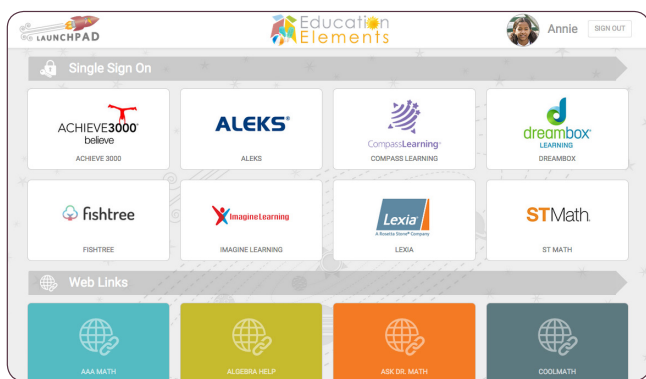 LAUNCHPAD
Education
Elements
Annie
SIGN OUT
Single Sign On
ACHIEVE3000®
believe
ACHIEVE 3000
ALEKS®
ALEKS
CompassLearning™
COMPASS LEARNING
dreambox
LEARNING
DREAMBOX
fishtree
FISHTREE
Imagine Learning
IMAGINE LEARNING
Lexia
A Rosetta Stone® Company
LEXIA
STMath
ST MATH
Web Links
AAA MATH
ALGEBRA HELP
ASK DR. MATH
COOLMATH